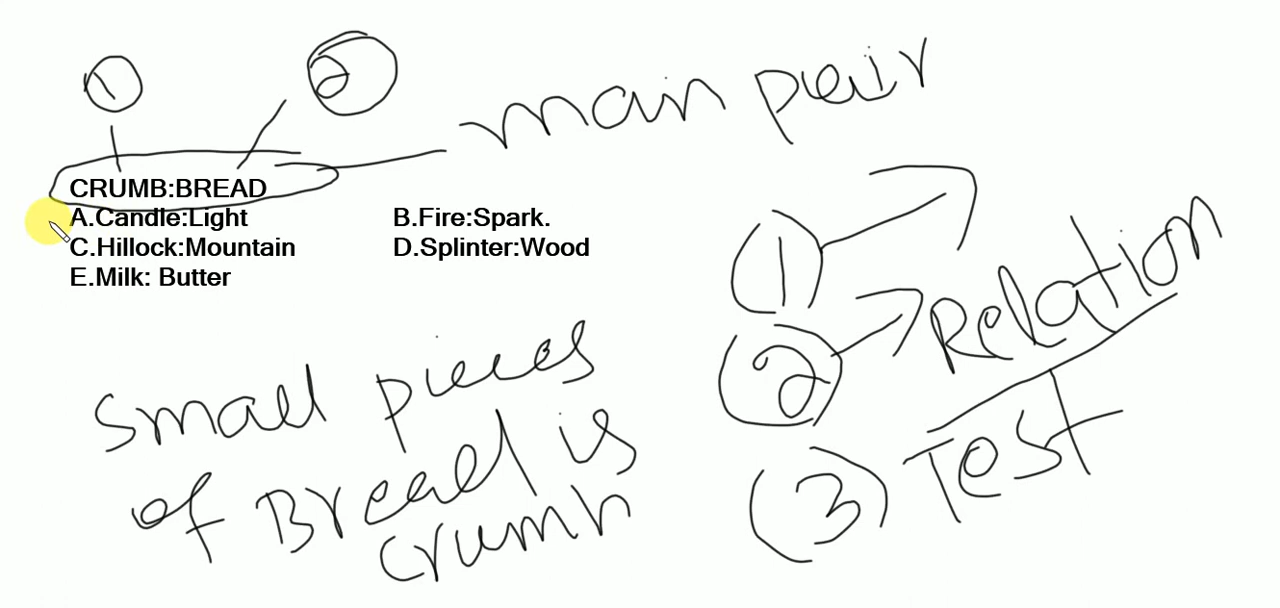 1
2
main pair
CRUMB:BREAD
A.Candle:Light B.Fire:Spark.
C.Hillock:Mountain D.Splinter:Wood
E.Milk: Butter
1
2
Relation
(3) Test
Small pieces
of Bread is
crumb